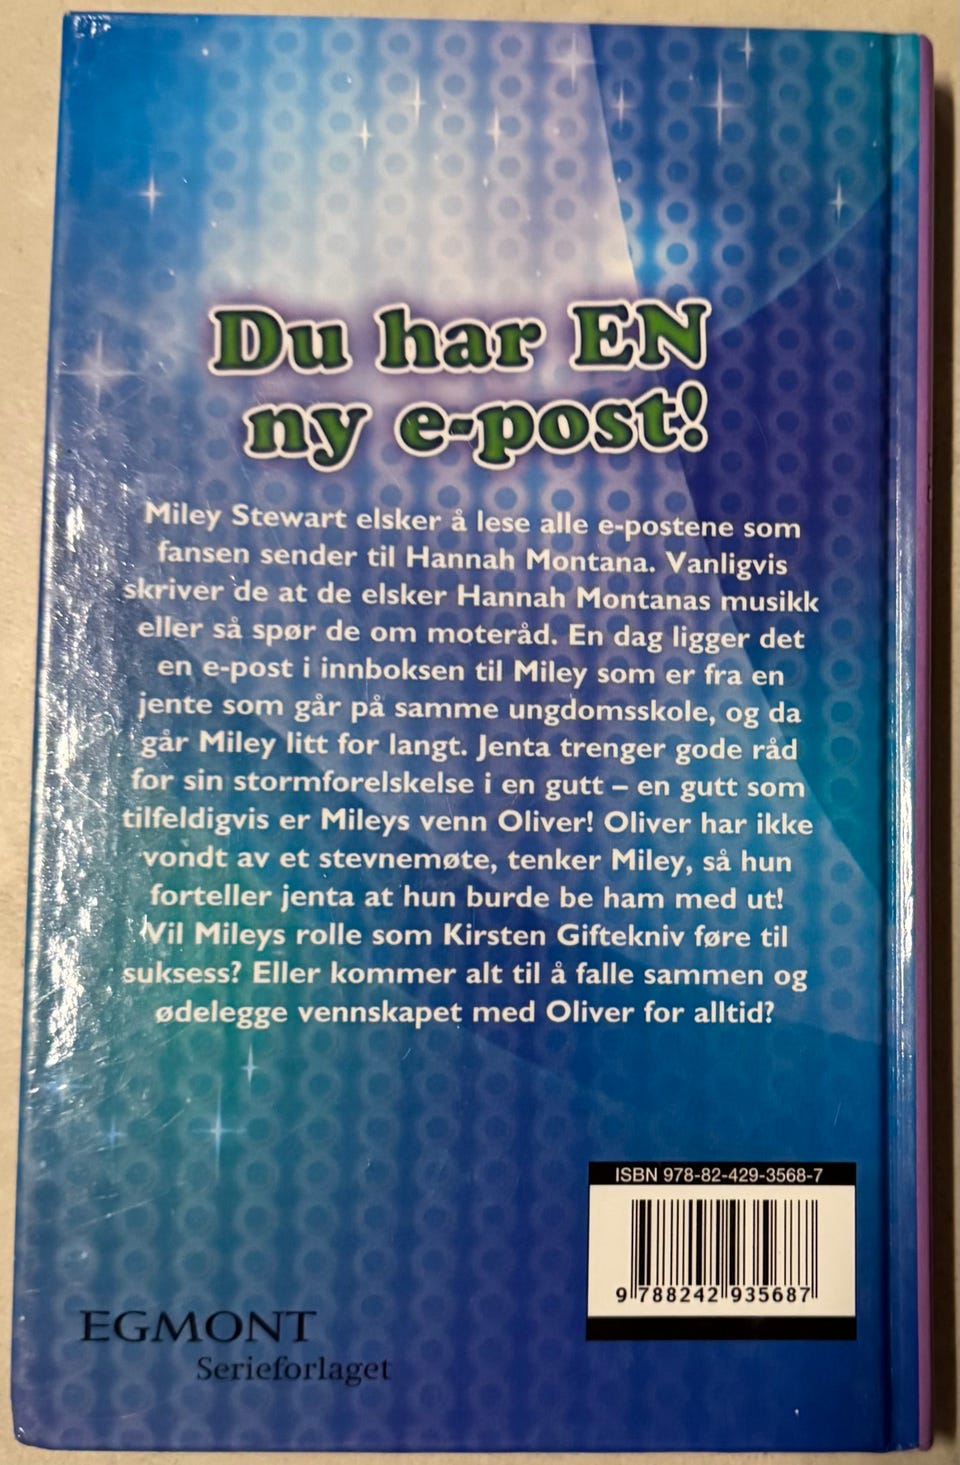 Du har EN
ny e-post!
Miley Stewart elsker å lese alle e-postene som
fansen sender til Hannah Montana. Vanligvis
skriver de at de elsker Hannah Montanas musikk
eller så spør de om moteråd. En dag ligger det
en e-post i innboksen til Miley som er fra en
jente som går på samme ungdomsskole, og da
går Miley litt for langt. Jenta trenger gode råd
for sin stormforelskelse i en gutt – en gutt som
tilfeldigvis er Mileys venn Oliver! Oliver har ikke
vondt av et stevnemøte, tenker Miley, så hun
forteller jenta at hun burde be ham med ut!
Vil Mileys rolle som Kirsten Giftekniv føre til
suksess? Eller kommer alt til å falle sammen og
ødelegge vennskapet med Oliver for alltid?
ISBN 978-82-429-3568-7
9 788242 935687
EGMONT
Serieforlaget